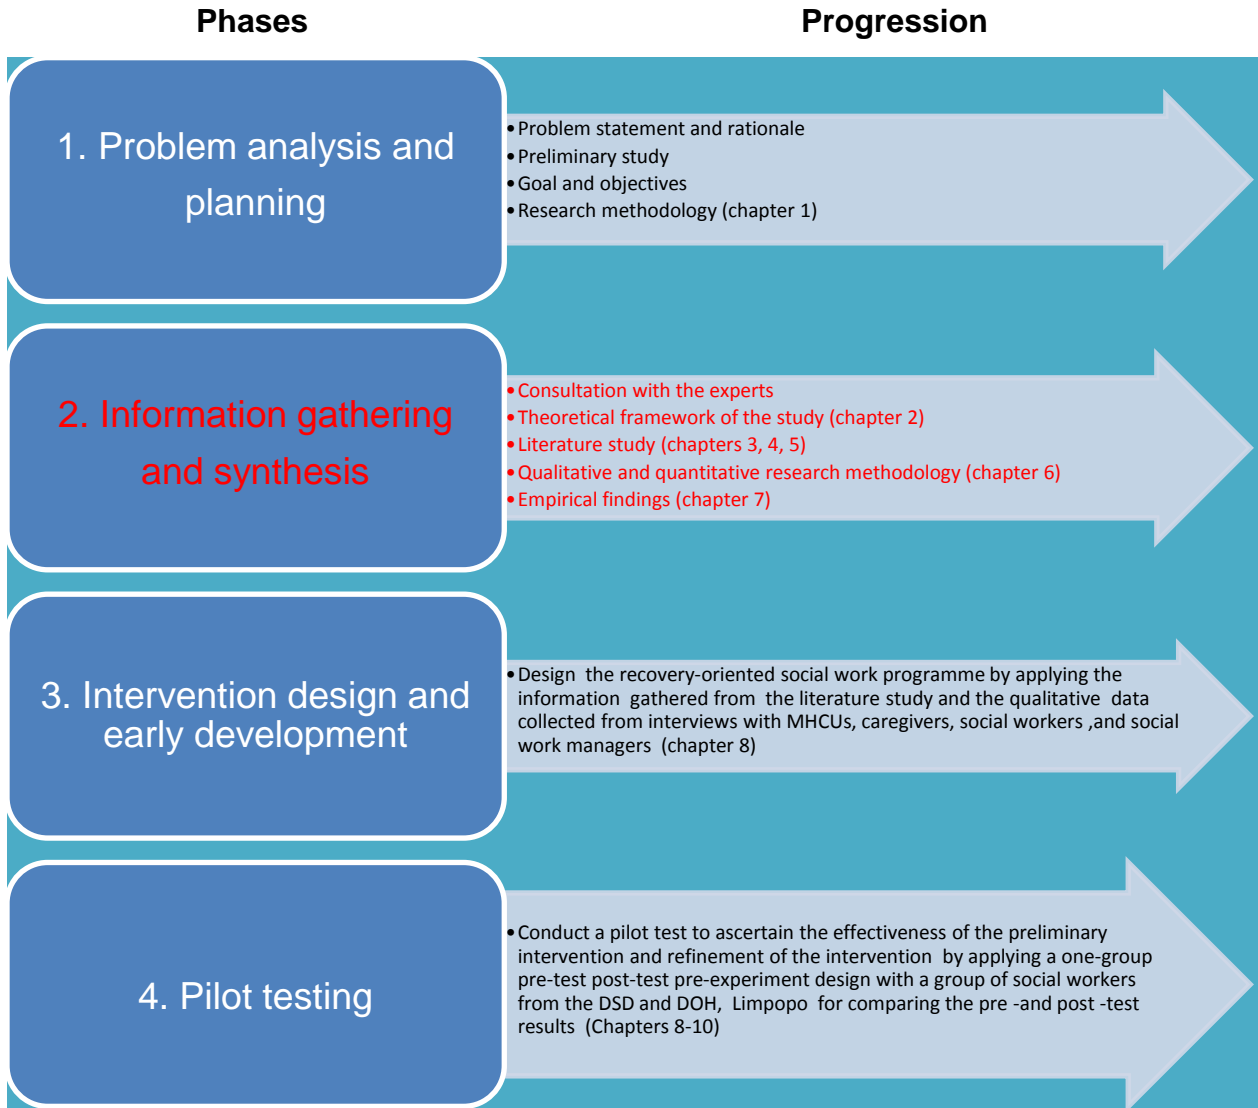 Phases
Progression
1. Problem analysis and
planning
•Problem statement and rationale
•Preliminary study
•Goal and objectives
•Research methodology (chapter 1)
2. Information gathering
and synthesis
•Consultation with the experts
•Theoretical framework of the study (chapter 2)
•Literature study (chapters 3, 4, 5)
•Qualitative and quantitative research methodology (chapter 6)
•Empirical findings (chapter 7)
3. Intervention design and
early development
•Design the recovery-oriented social work programme by applying the
information gathered from the literature study and the qualitative data
collected from interviews with MHCUs, caregivers, social workers ,and social
work managers (chapter 8)
4. Pilot testing
•Conduct a pilot test to ascertain the effectiveness of the preliminary
intervention and refinement of the intervention by applying a one-group
pre-test post-test pre-experiment design with a group of social workers
from the DSD and DOH, Limpopo for comparing the pre -and post -test
results (Chapters 8-10)